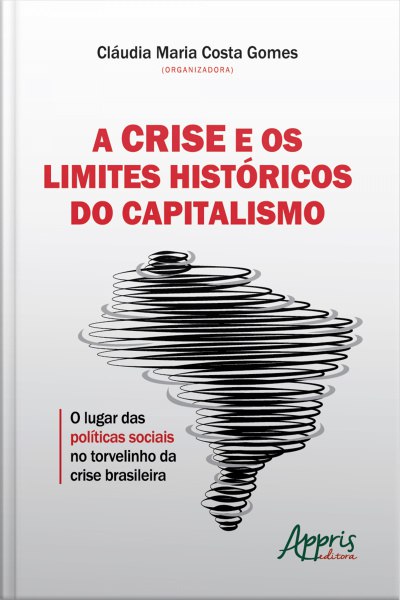 Cláudia Maria Costa Gomes
(ORGANIZADORA)
A CRISE E OS
LIMITES HISTÓRICOS
DO CAPITALISMO
O lugar das
políticas sociais
no torvelinho da
crise brasileira
Appris
editora